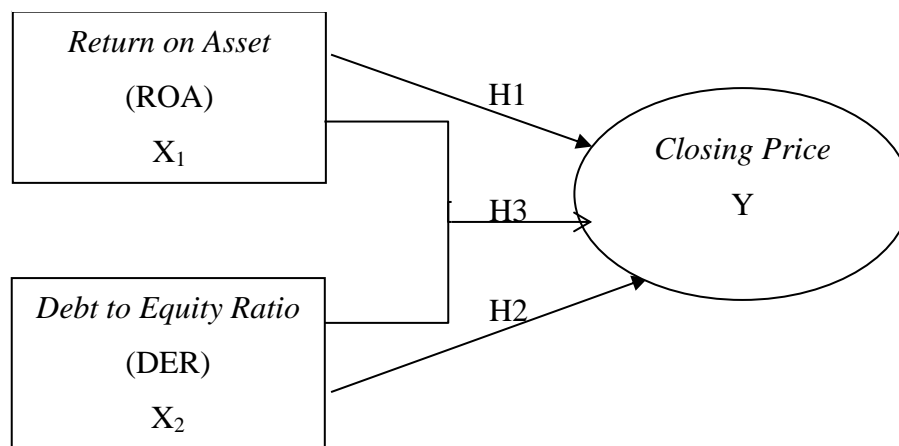 Return on Asset
(ROA)
X₁
H1
Closing Price
Y
H3
Debt to Equity Ratio
(DER)
X₂
H2